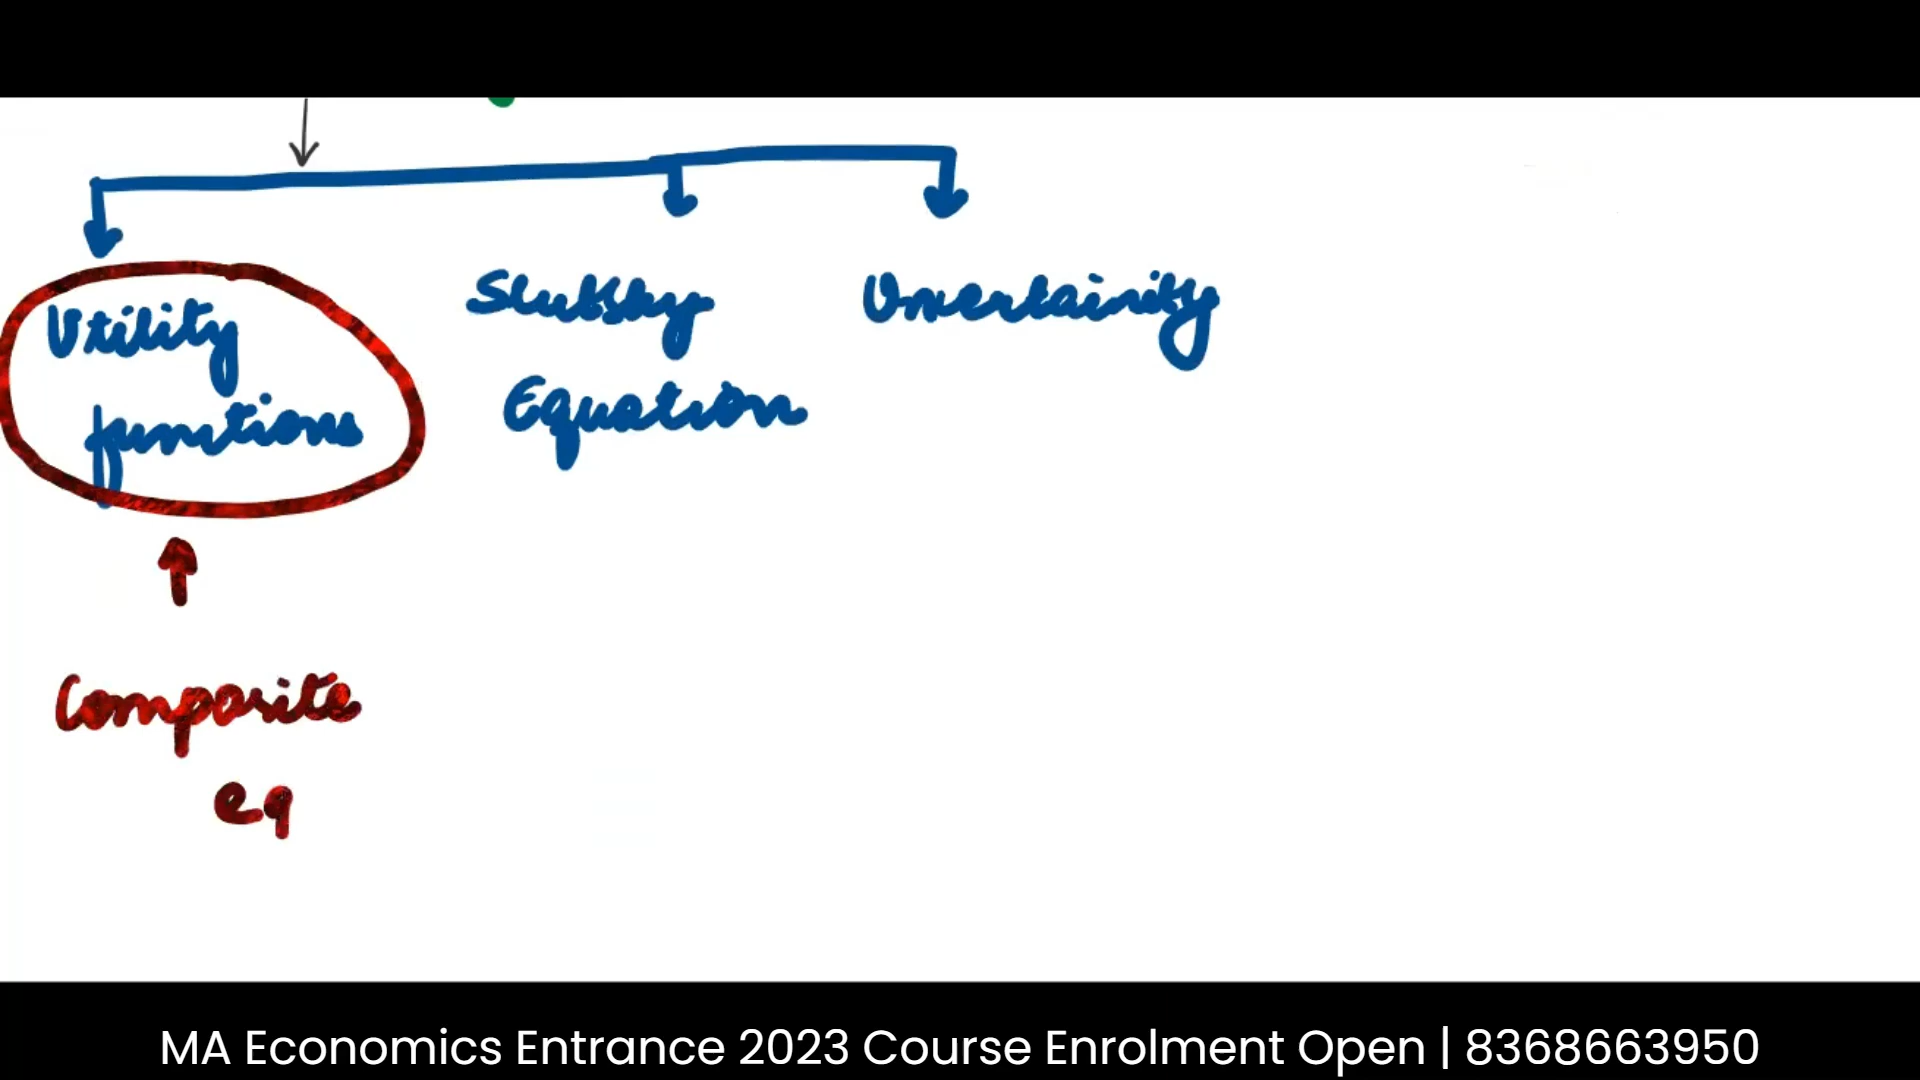 Utility
functions
Slutsky
Equation
Uncertainity
Composite
eq
MA Economics Entrance 2023 Course Enrolment Open | 8368663950